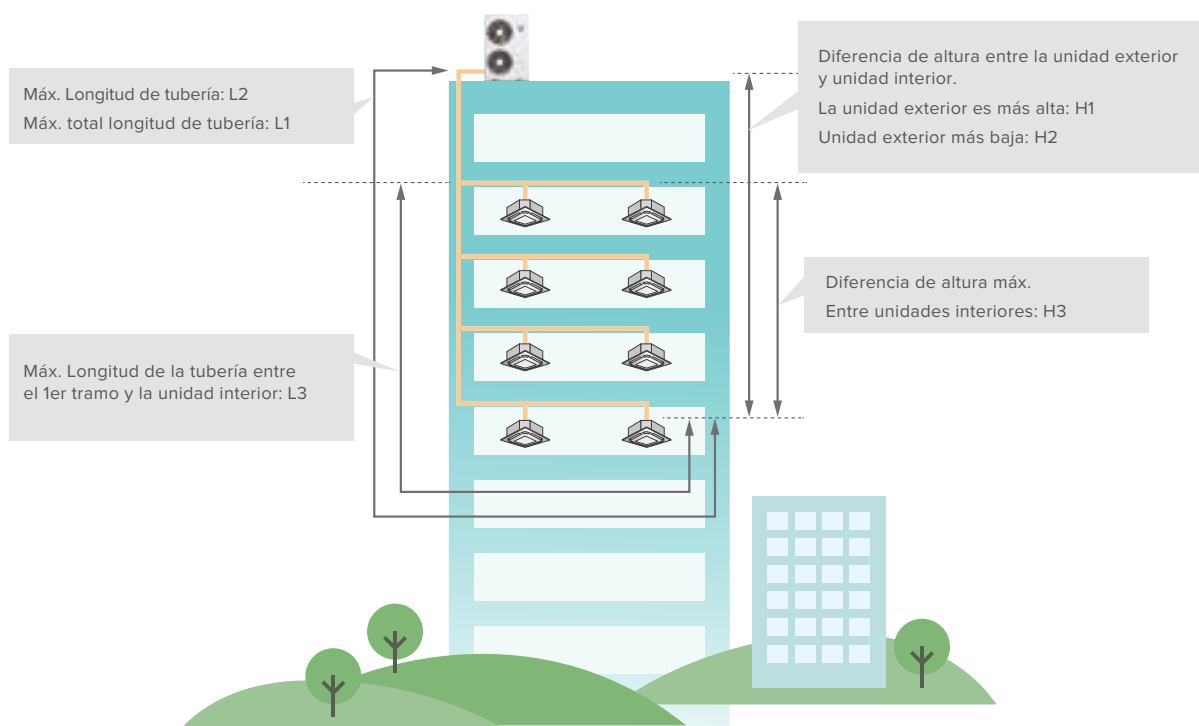 Máx. Longitud de tubería: L2
Máx. total longitud de tubería: L1
Diferencia de altura entre la unidad exterior
y unidad interior.
La unidad exterior es más alta: H1
Unidad exterior más baja: H2
Diferencia de altura máx.
Entre unidades interiores: H3
Máx. Longitud de la tubería entre
el 1er tramo y la unidad interior: L3